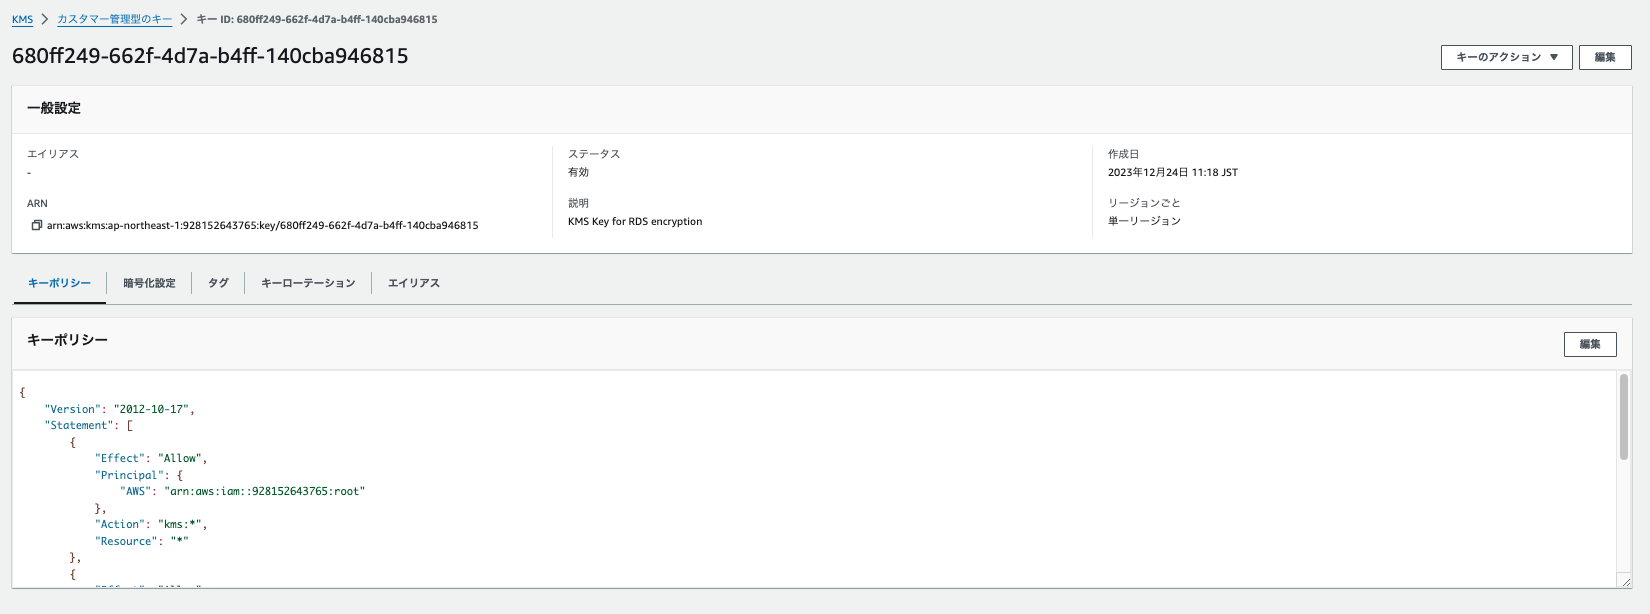 KMS > カスタマー管理型のキー > キー ID: 680ff249-662f-4d7a-b4ff-140cba946815
680ff249-662f-4d7a-b4ff-140cba946815
キーのアクション ▼
編集
一般設定
エイリアス
-
ARN
arn:aws:kms:ap-northeast-1:928152643765:key/680ff249-662f-4d7a-b4ff-140cba946815
ステータス
有効
説明
KMS Key for RDS encryption
作成日
2023年12月24日 11:18 JST
リージョンごと
単一リージョン
キーポリシー
暗号化設定
タグ
キーローテーション
エイリアス
キーポリシー
編集
{
    "Version": "2012-10-17",
    "Statement": [
        {
            "Effect": "Allow",
            "Principal": {
                "AWS": "arn:aws:iam::928152643765:root"
            },
            "Action": "kms:*",
            "Resource": "*"
        },
        {